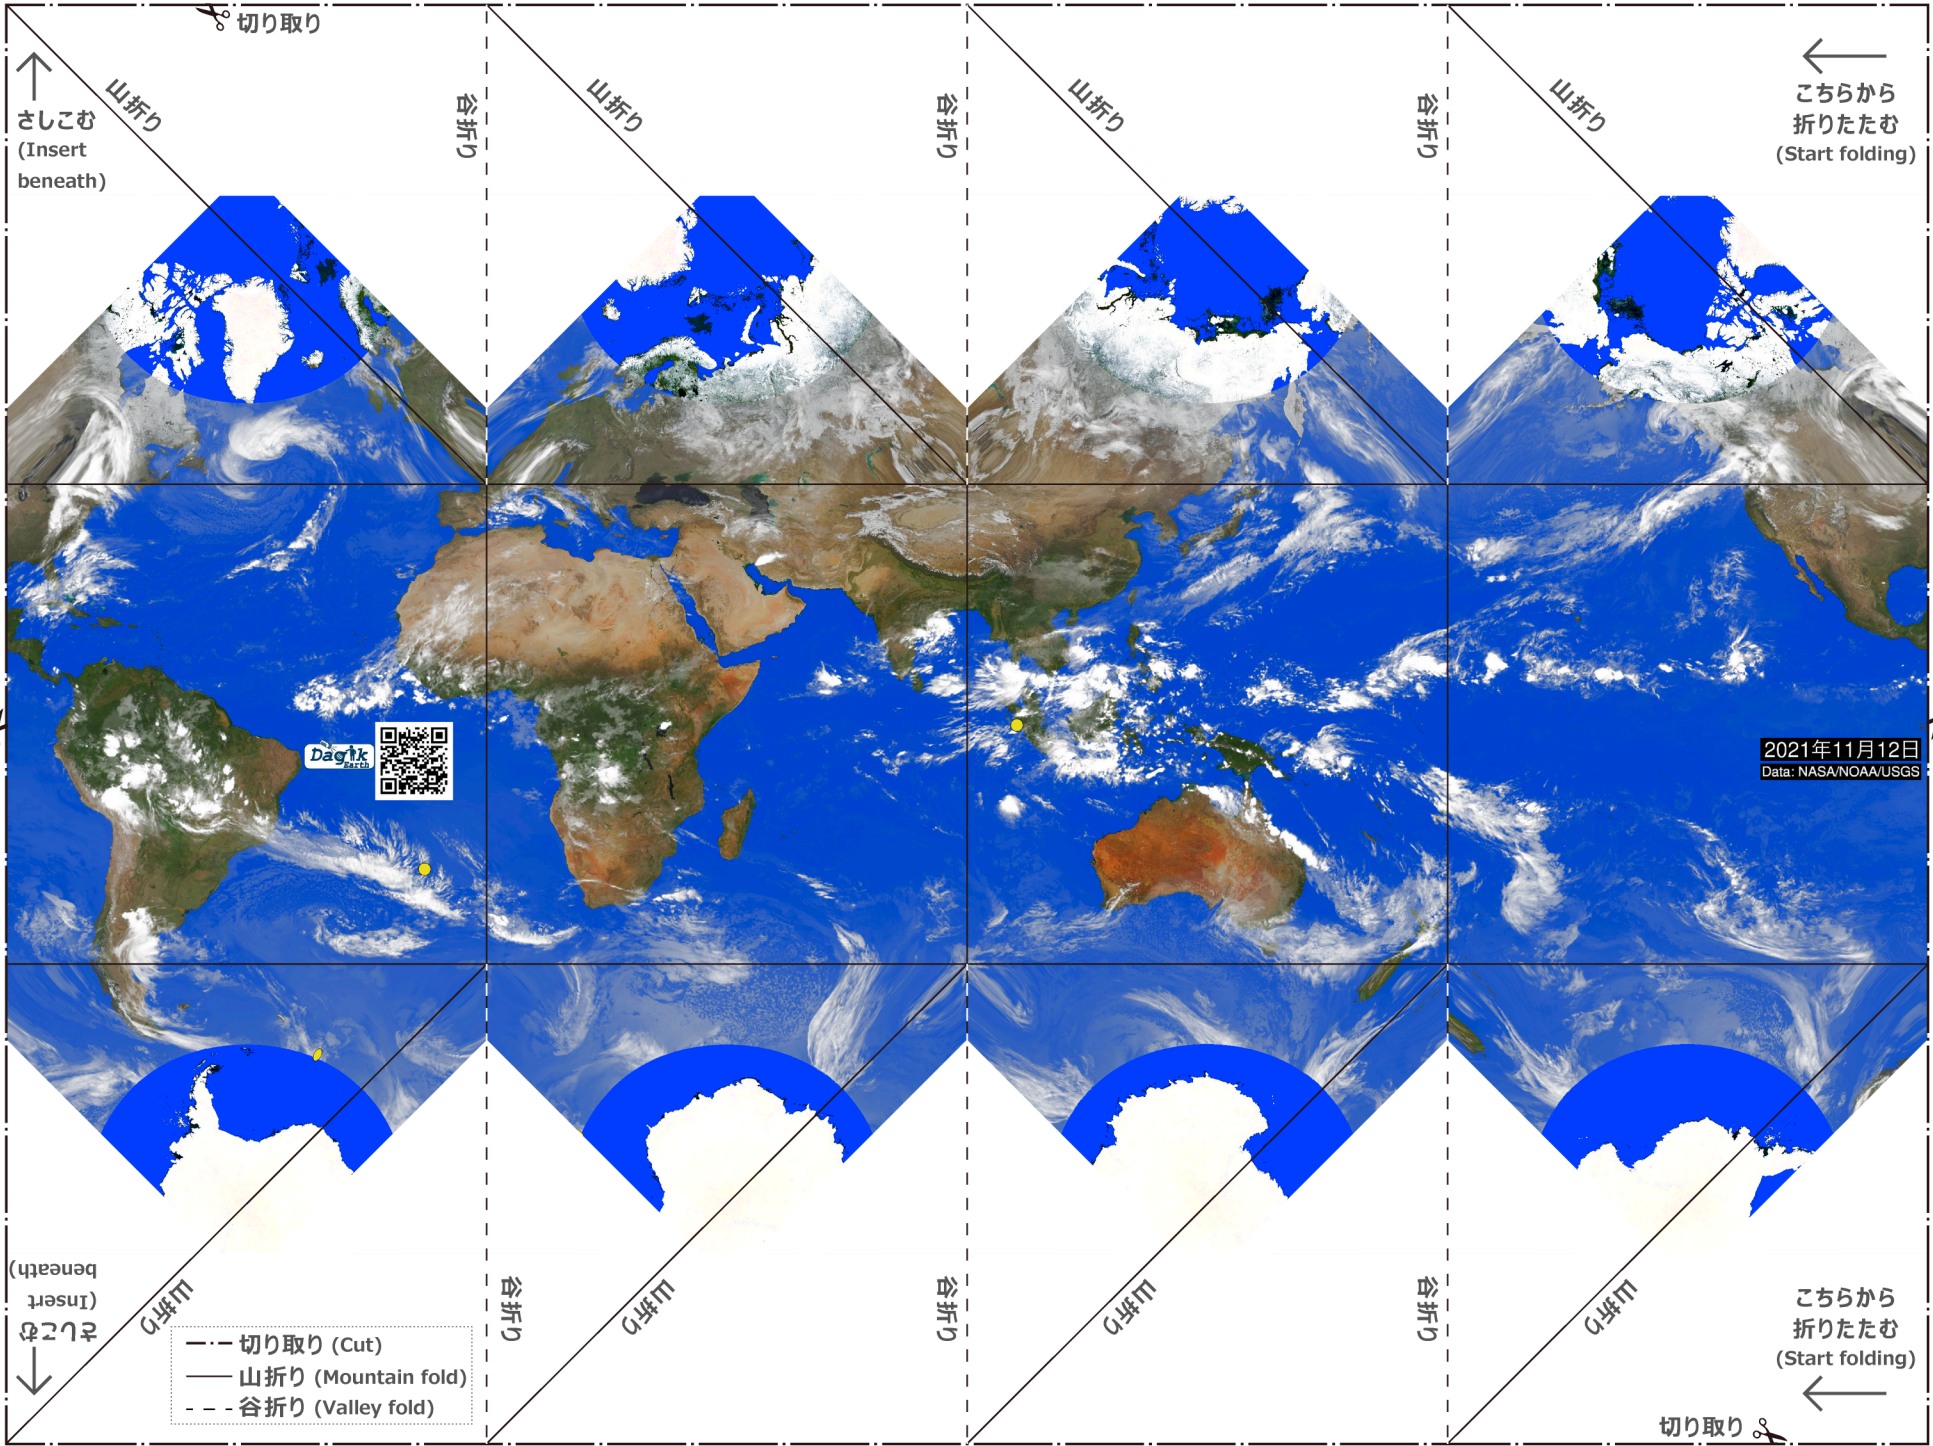 切り取り
山折り
谷折り
山折り
谷折り
山折り
谷折り
山折り
さしこむ
(Insert
beneath)
こちらから
折りたたむ
(Start folding)
Dagik
Earth
2021年11月12日
Data: NASA/NOAA/USGS
さしこむ
(Insert
beneath)
山折り
谷折り
山折り
谷折り
山折り
谷折り
山折り
こちらから
折りたたむ
(Start folding)
切り取り (Cut)
山折り (Mountain fold)
谷折り (Valley fold)
切り取り